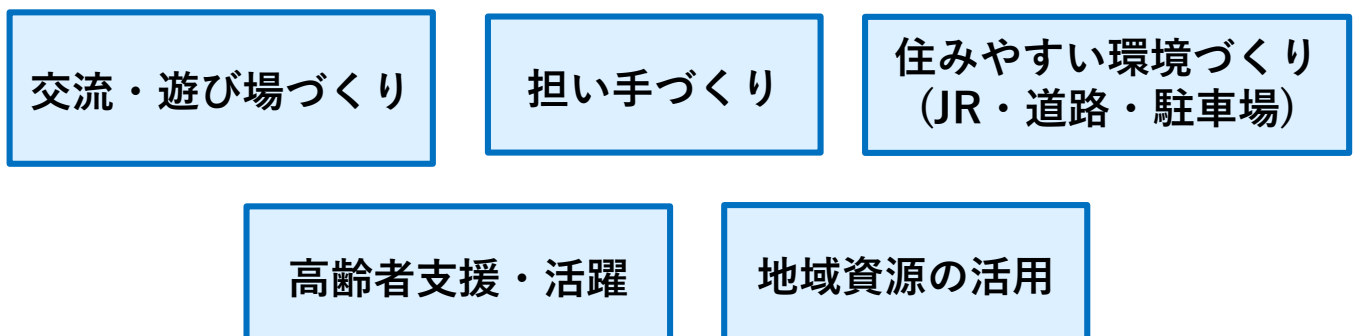 交流・遊び場づくり
担い手づくり
住みやすい環境づくり
（JR・道路・駐車場）
高齢者支援・活躍
地域資源の活用